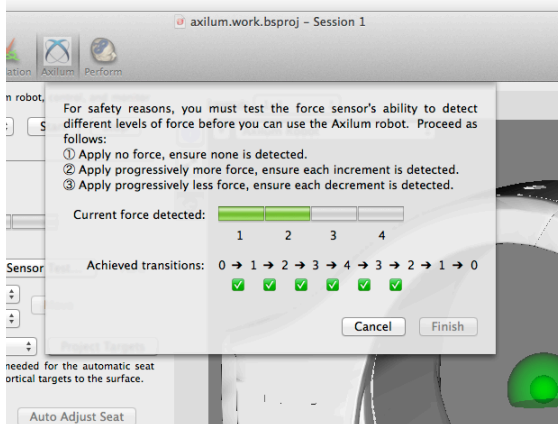 axilum.work.bsproj – Session 1
Axilum Perform
n robot,
For safety reasons, you must test the force sensor's ability to detect
different levels of force before you can use the Axilum robot. Proceed as
follows:
① Apply no force, ensure none is detected.
② Apply progressively more force, ensure each increment is detected.
③ Apply progressively less force, ensure each decrement is detected.
Current force detected:
1 2 3 4
Sensor
Achieved transitions: 0 ➔ 1 ➔ 2 ➔ 3 ➔ 4 ➔ 3 ➔ 2 ➔ 1 ➔ 0
Cancel Finish
Project Targets
needed for the automatic seat
ortical targets to the surface.
Auto Adjust Seat